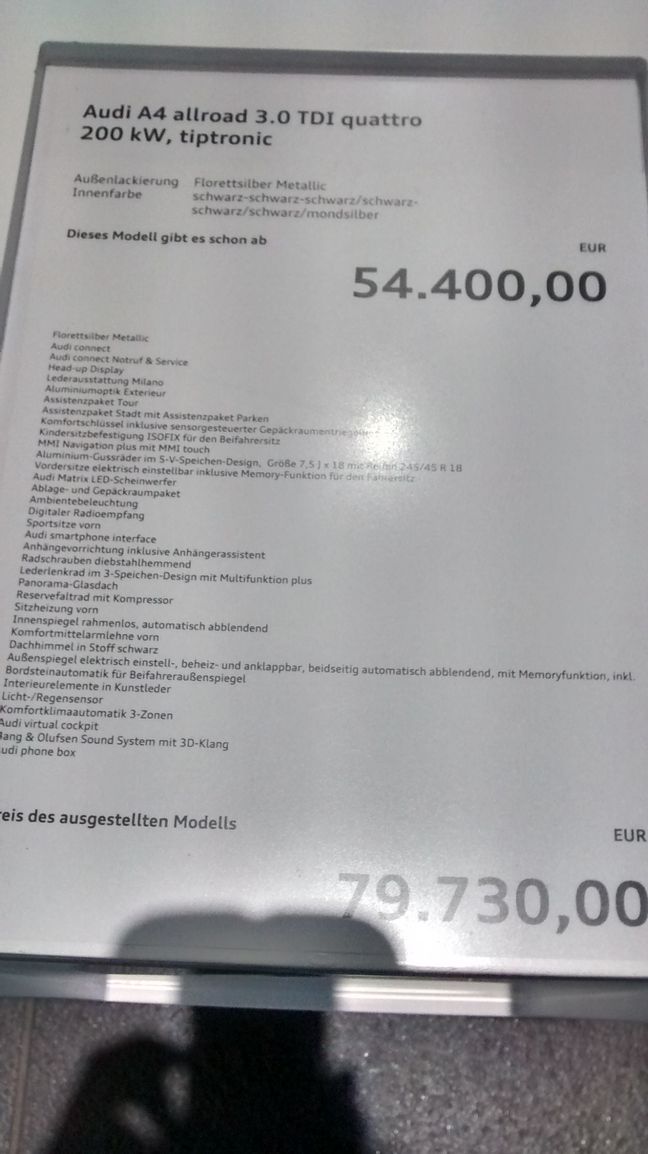 Audi A4 allroad 3.0 TDI quattro
200 kW, tiptronic
Außenlackierung Florettsilber Metallic
Innenfarbe schwarz-schwarz-schwarz/schwarz-
schwarz/schwarz/mondsilber
Dieses Modell gibt es schon ab
EUR
54.400,00
Florettsilber Metallic
Audi connect
Audi connect Notruf & Service
Head-up Display
Lederausstattung Milano
Aluminiumoptik Exterieur
Assistenzpaket Tour
Assistenzpaket Stadt mit Assistenzpaket Parken
Komfortschlüssel inklusive sensorgesteuerter Gepäckraumentriegelung
Kindersitzbefestigung ISOFIX für den Beifahrersitz
MMI Navigation plus mit MMI touch
Aluminium-Gussräder im 5-V-Speichen-Design, Größe 7,5 J x 18 mit Reifen 245/45 R 18
Vordersitze elektrisch einstellbar inklusive Memory-Funktion für den Fahrersitz
Audi Matrix LED-Scheinwerfer
Ablage- und Gepäckraumpaket
Ambientebeleuchtung
Digitaler Radioempfang
Sportsitze vorn
Audi smartphone interface
Anhängevorrichtung inklusive Anhängerassistent
Radschrauben diebstahlhemmend
Lederlenkrad im 3-Speichen-Design mit Multifunktion plus
Panorama-Glasdach
Reservefaltrad mit Kompressor
Sitzheizung vorn
Innenspiegel rahmenlos, automatisch abblendend
Komfortmittelarmlehne vorn
Dachhimmel in Stoff schwarz
Außenspiegel elektrisch einstell-, beheiz- und anklappbar, beidseitig automatisch abblendend, mit Memoryfunktion, inkl.
Bordsteinautomatik für Beifahreraußenspiegel
Interieurelemente in Kunstleder
Licht-/Regensensor
Komfortklimaautomatik 3-Zonen
Audi virtual cockpit
Bang & Olufsen Sound System mit 3D-Klang
udi phone box
reis des ausgestellten Modells
EUR
79.730,00